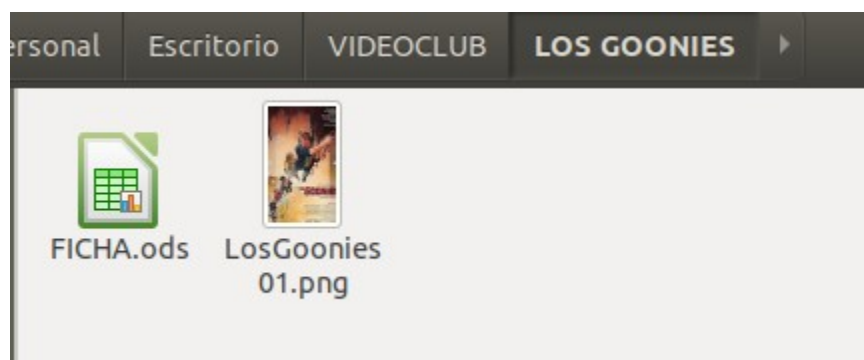 ersonal Escritorio VIDEOCLUB LOS GOONIES
FICHA.ods LosGoonies
01.png